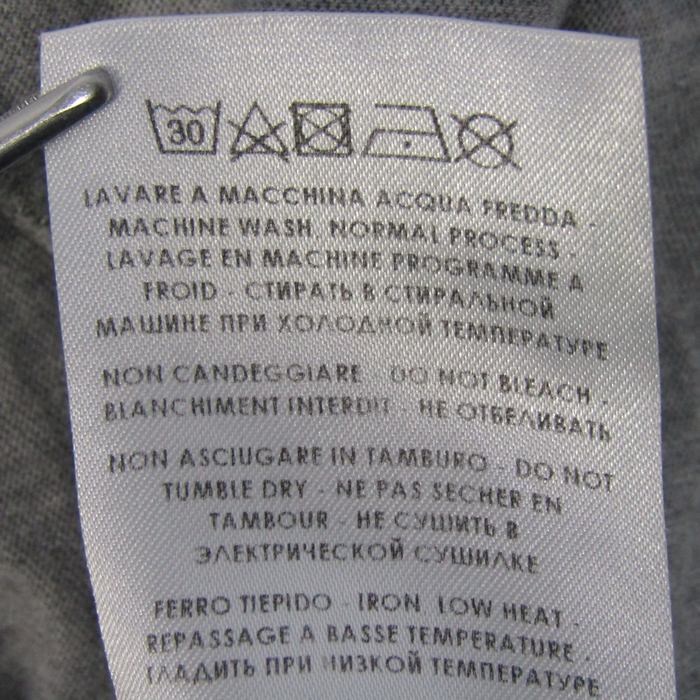 30
LAVARE A MACCHINA ACQUA FREDDA -
MACHINE WASH NORMAL PROCESS -
LAVAGE EN MACHINE PROGRAMME A
FROID - СТИРАТЬ В СТИРАЛЬНОЙ
МАШИНЕ ПРИ ХОЛОДНОЙ ТЕМПЕРАТУРЕ
NON CANDEGGIARE - DO NOT BLEACH -
BLANCHIMENT INTERDIT - НЕ ОТБЕЛИВАТЬ
NON ASCIUGARE IN TAMBURO - DO NOT
TUMBLE DRY - NE PAS SECHER EN
TAMBOUR - НЕ СУШИТЬ В
ЭЛЕКТРИЧЕСКОЙ СУШИЛКЕ
FERRO TIEPIDO - IRON LOW HEAT -
REPASSAGE A BASSE TEMPERATURE -
ГЛАДИТЬ ПРИ НИЗКОЙ ТЕМПЕРАТУРЕ